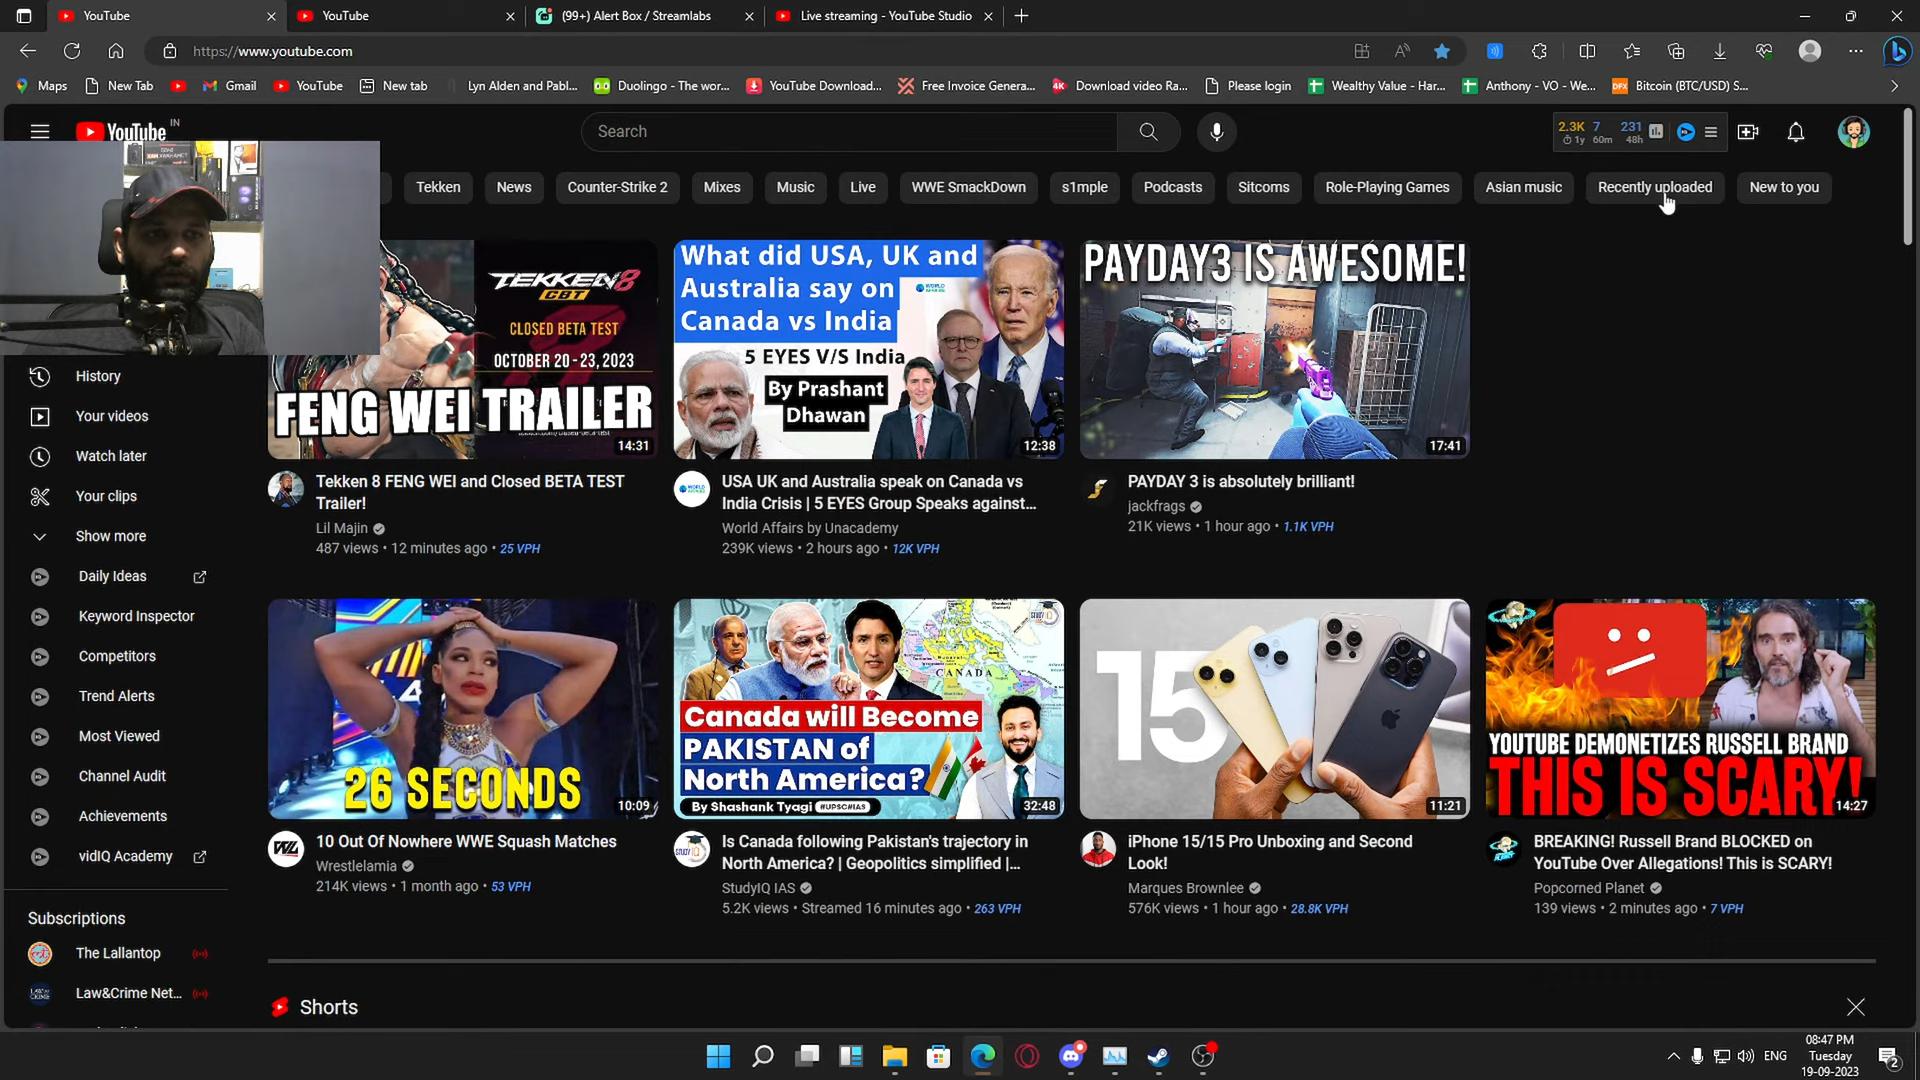 YouTube
YouTube
(99+) Alert Box / Streamlabs
Live streaming - YouTube Studio
https://www.youtube.com
Maps
New Tab
Gmail
YouTube
New tab
Lyn Alden and Pabl...
Duolingo - The wor...
YouTube Download...
Free Invoice Genera...
Download video Ra...
Please login
Wealthy Value - Har...
Anthony - VO - We...
Bitcoin (BTC/USD) S...
YouTube IN
Search
2.3K 7 231
1y 60m 48h
Tekken
News
Counter-Strike 2
Mixes
Music
Live
WWE SmackDown
s1mple
Podcasts
Sitcoms
Role-Playing Games
Asian music
Recently uploaded
New to you
TEKKEN 8
CBT
CLOSED BETA TEST
OCTOBER 20-23, 2023
FENG WEI TRAILER
14:31
What did USA, UK and
Australia say on
Canada vs India
WORLD AFFAIRS
5 EYES V/S India
By Prashant
Dhawan
12:38
PAYDAY3 IS AWESOME!
17:41
Tekken 8 FENG WEI and Closed BETA TEST
Trailer!
Lil Majin
487 views • 12 minutes ago • 25 VPH
USA UK and Australia speak on Canada vs
India Crisis | 5 EYES Group Speaks against...
World Affairs by Unacademy
239K views • 2 hours ago • 12K VPH
PAYDAY 3 is absolutely brilliant!
jackfrags
21K views • 1 hour ago • 1.1K VPH
History
Your videos
Watch later
Your clips
Show more
Daily Ideas
Keyword Inspector
Competitors
Trend Alerts
Most Viewed
Channel Audit
Achievements
vidIQ Academy
Subscriptions
The Lallantop
Law&Crime Net...
26 SECONDS
10:09
CANADA
Canada will Become
PAKISTAN of
North America?
By Shashank Tyagi #UPSC#IAS
32:48
15
11:21
YOUTUBE DEMONETIZES RUSSELL BRAND
THIS IS SCARY!
14:27
10 Out Of Nowhere WWE Squash Matches
Wrestlelamia
214K views • 1 month ago • 53 VPH
Is Canada following Pakistan's trajectory in
North America? | Geopolitics simplified |...
StudyIQ IAS
5.2K views • Streamed 16 minutes ago • 263 VPH
iPhone 15/15 Pro Unboxing and Second
Look!
Marques Brownlee
576K views • 1 hour ago • 28.8K VPH
BREAKING! Russell Brand BLOCKED on
YouTube Over Allegations! This is SCARY!
Popcorned Planet
139 views • 2 minutes ago • 7 VPH
Shorts
ENG
08:47 PM
Tuesday
19-09-2023
2